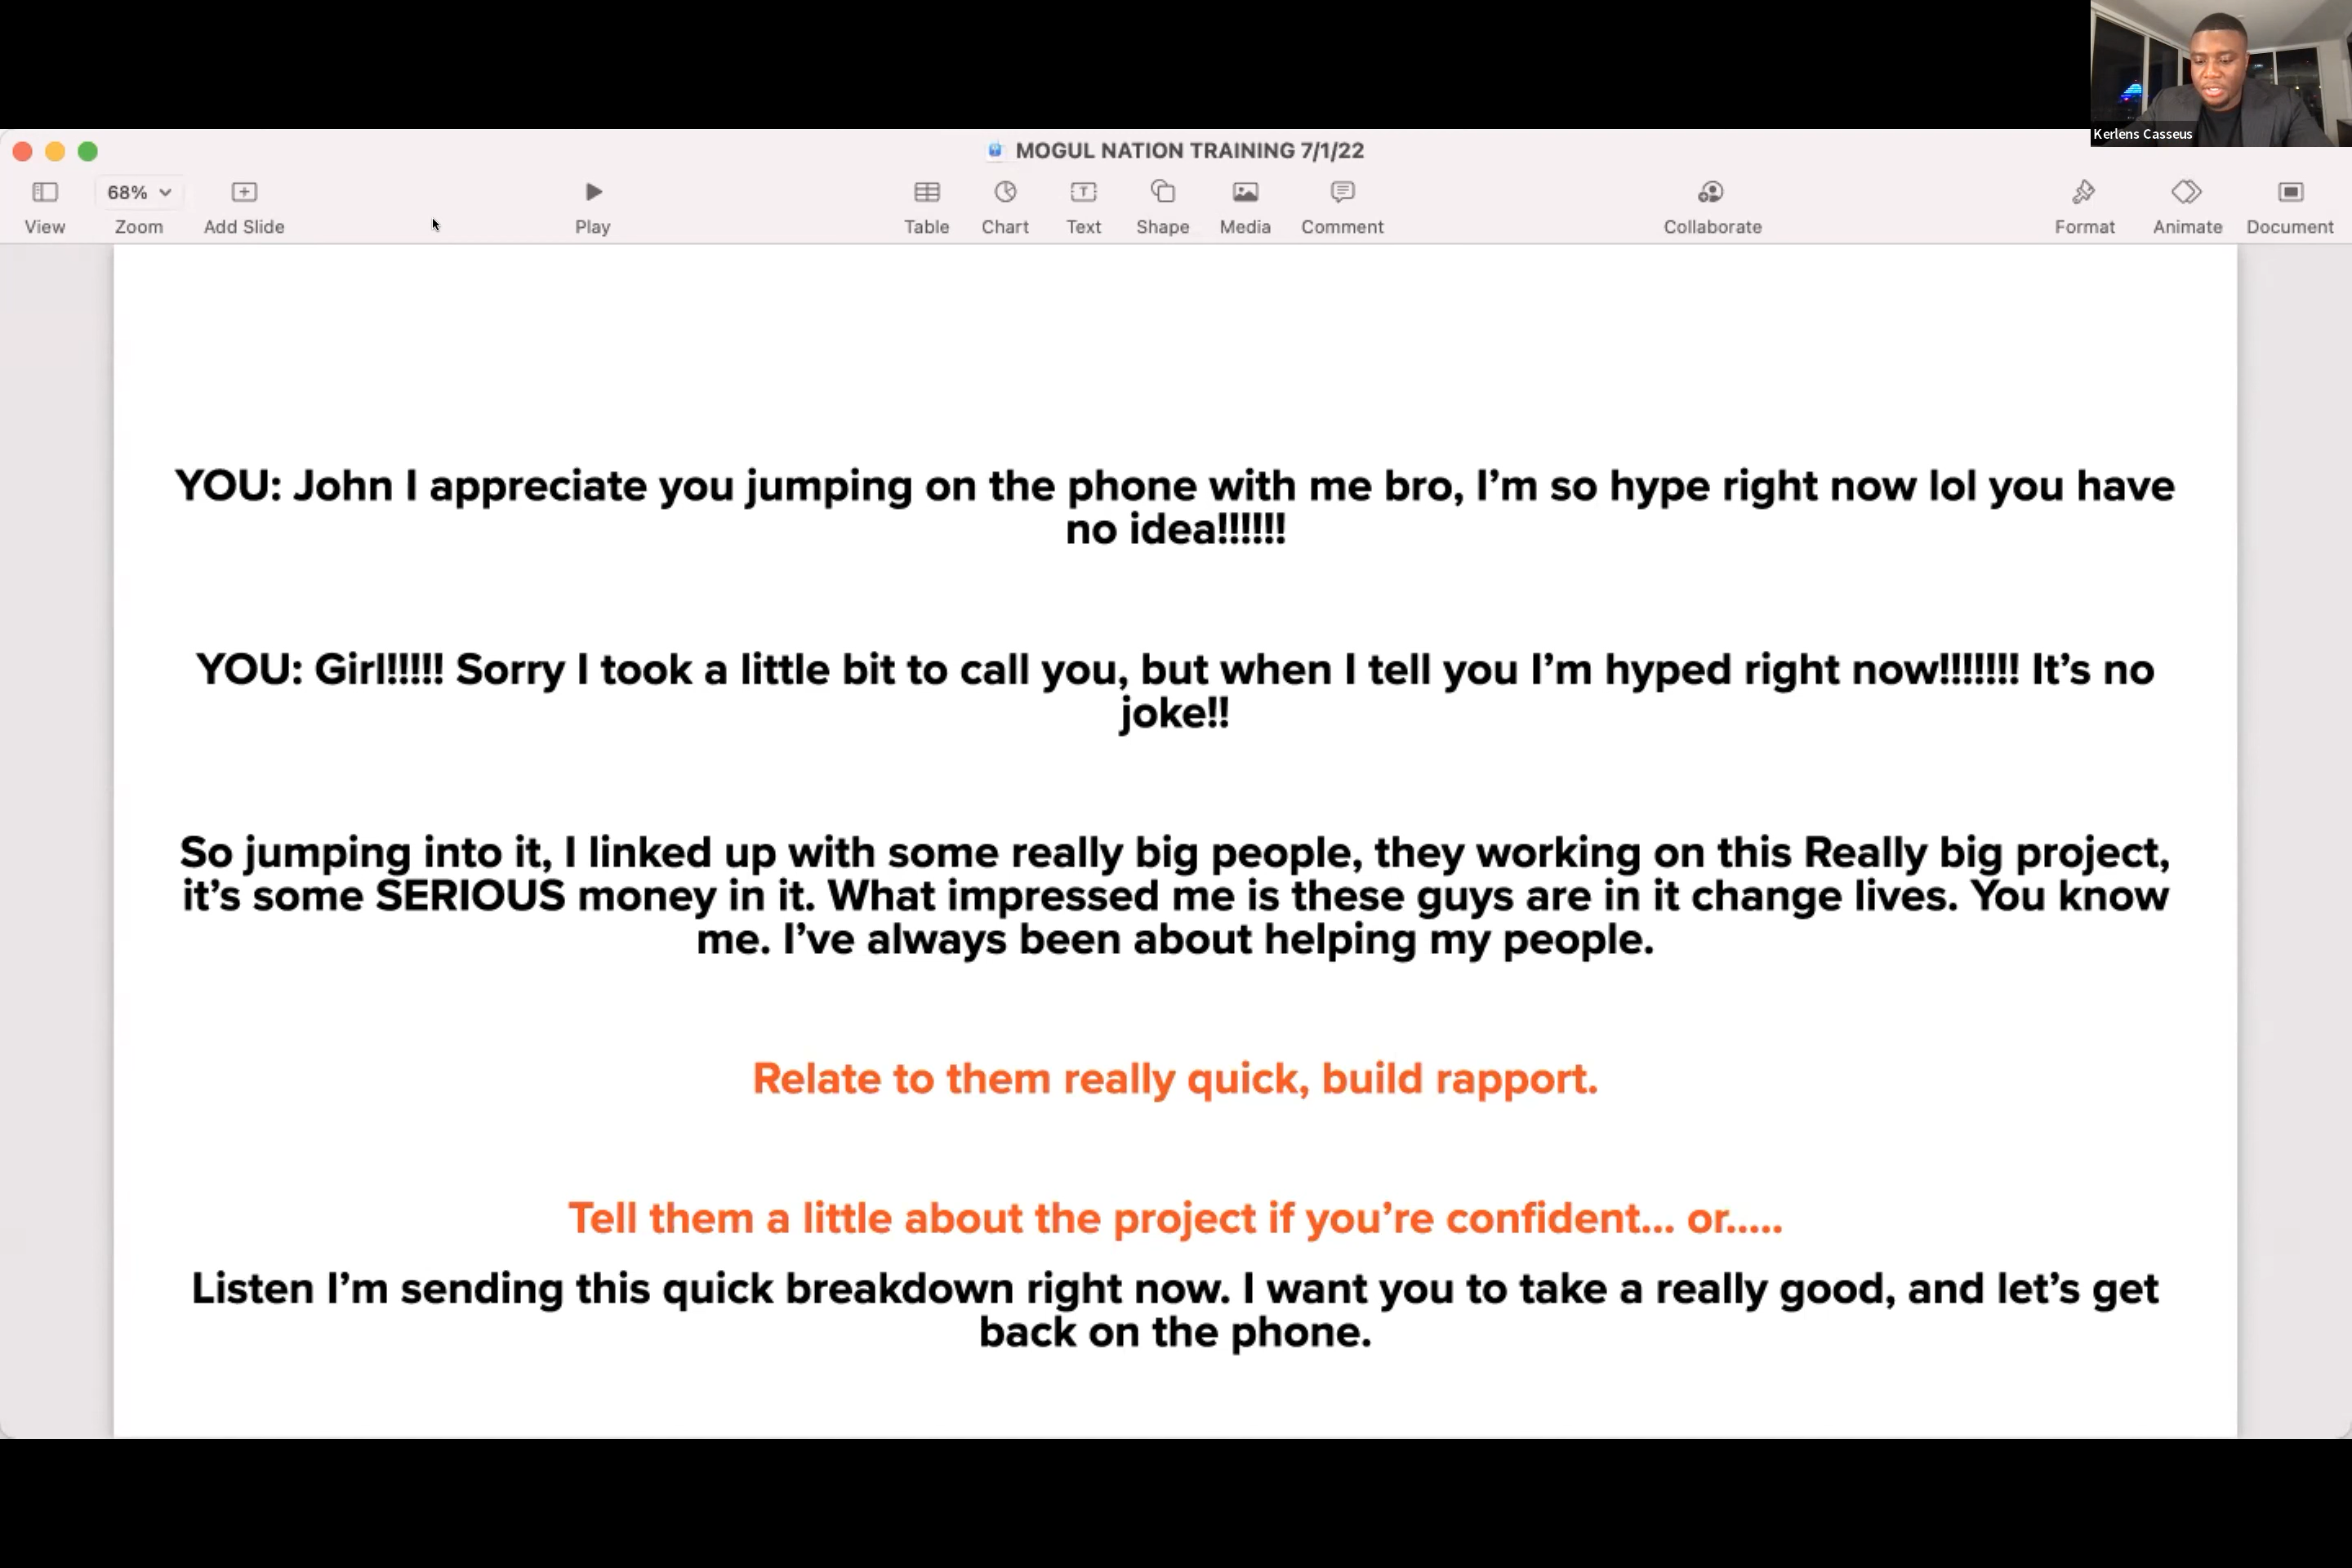 Kerlens Casseus
MOGUL NATION TRAINING 7/1/22
68%
View
Zoom
Add Slide
Play
Table
Chart
Text
Shape
Media
Comment
Collaborate
Format
Animate
Document
YOU: John I appreciate you jumping on the phone with me bro, I’m so hype right now lol you have
no idea!!!!!!
YOU: Girl!!!!! Sorry I took a little bit to call you, but when I tell you I’m hyped right now!!!!!!! It’s no
joke!!
So jumping into it, I linked up with some really big people, they working on this Really big project,
it’s some SERIOUS money in it. What impressed me is these guys are in it change lives. You know
me. I’ve always been about helping my people.
Relate to them really quick, build rapport.
Tell them a little about the project if you’re confident... or.....
Listen I’m sending this quick breakdown right now. I want you to take a really good, and let’s get
back on the phone.